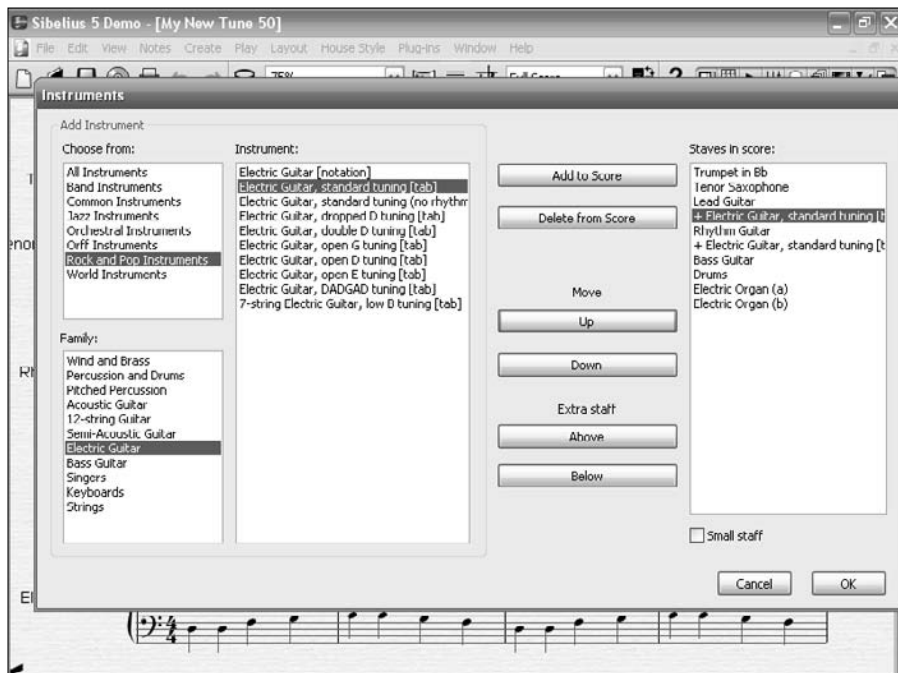 Sibelius 5 Demo - [My New Tune 50]
File Edit View Notes Create Play Layout House Style Plug-Ins Window Help
75%
Full Score
Instruments
Add Instrument
Choose from:
All Instruments
Band Instruments
Common Instruments
Jazz Instruments
Orchestral Instruments
Orff Instruments
Rock and Pop Instruments
World Instruments
Family:
Wind and Brass
Percussion and Drums
Pitched Percussion
Acoustic Guitar
12-string Guitar
Semi-Acoustic Guitar
Electric Guitar
Bass Guitar
Singers
Keyboards
Strings
Instrument:
Electric Guitar [notation]
Electric Guitar, standard tuning [tab]
Electric Guitar, standard tuning (no rhythm
Electric Guitar, dropped D tuning [tab]
Electric Guitar, double D tuning [tab]
Electric Guitar, open G tuning [tab]
Electric Guitar, open D tuning [tab]
Electric Guitar, open E tuning [tab]
Electric Guitar, DADGAD tuning [tab]
7-string Electric Guitar, low B tuning [tab]
Add to Score
Delete from Score
Move
Up
Down
Extra staff
Above
Below
Staves in score:
Trumpet in Bb
Tenor Saxophone
Lead Guitar
+ Electric Guitar, standard tuning [t
Rhythm Guitar
+ Electric Guitar, standard tuning [t
Bass Guitar
Drums
Electric Organ (a)
Electric Organ (b)
Small staff
Cancel
OK
T
enor
Rh
El
4
4